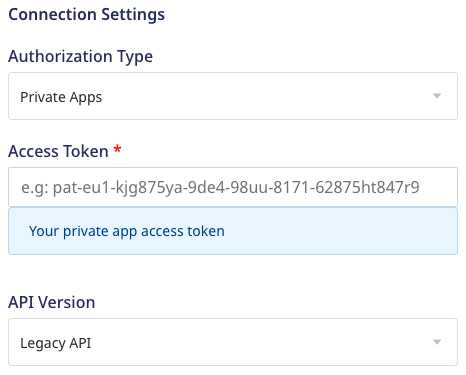 Connection Settings
Authorization Type
Private Apps
Access Token *
e.g: pat-eu1-kjg875ya-9de4-98uu-8171-62875ht847r9
Your private app access token
API Version
Legacy API